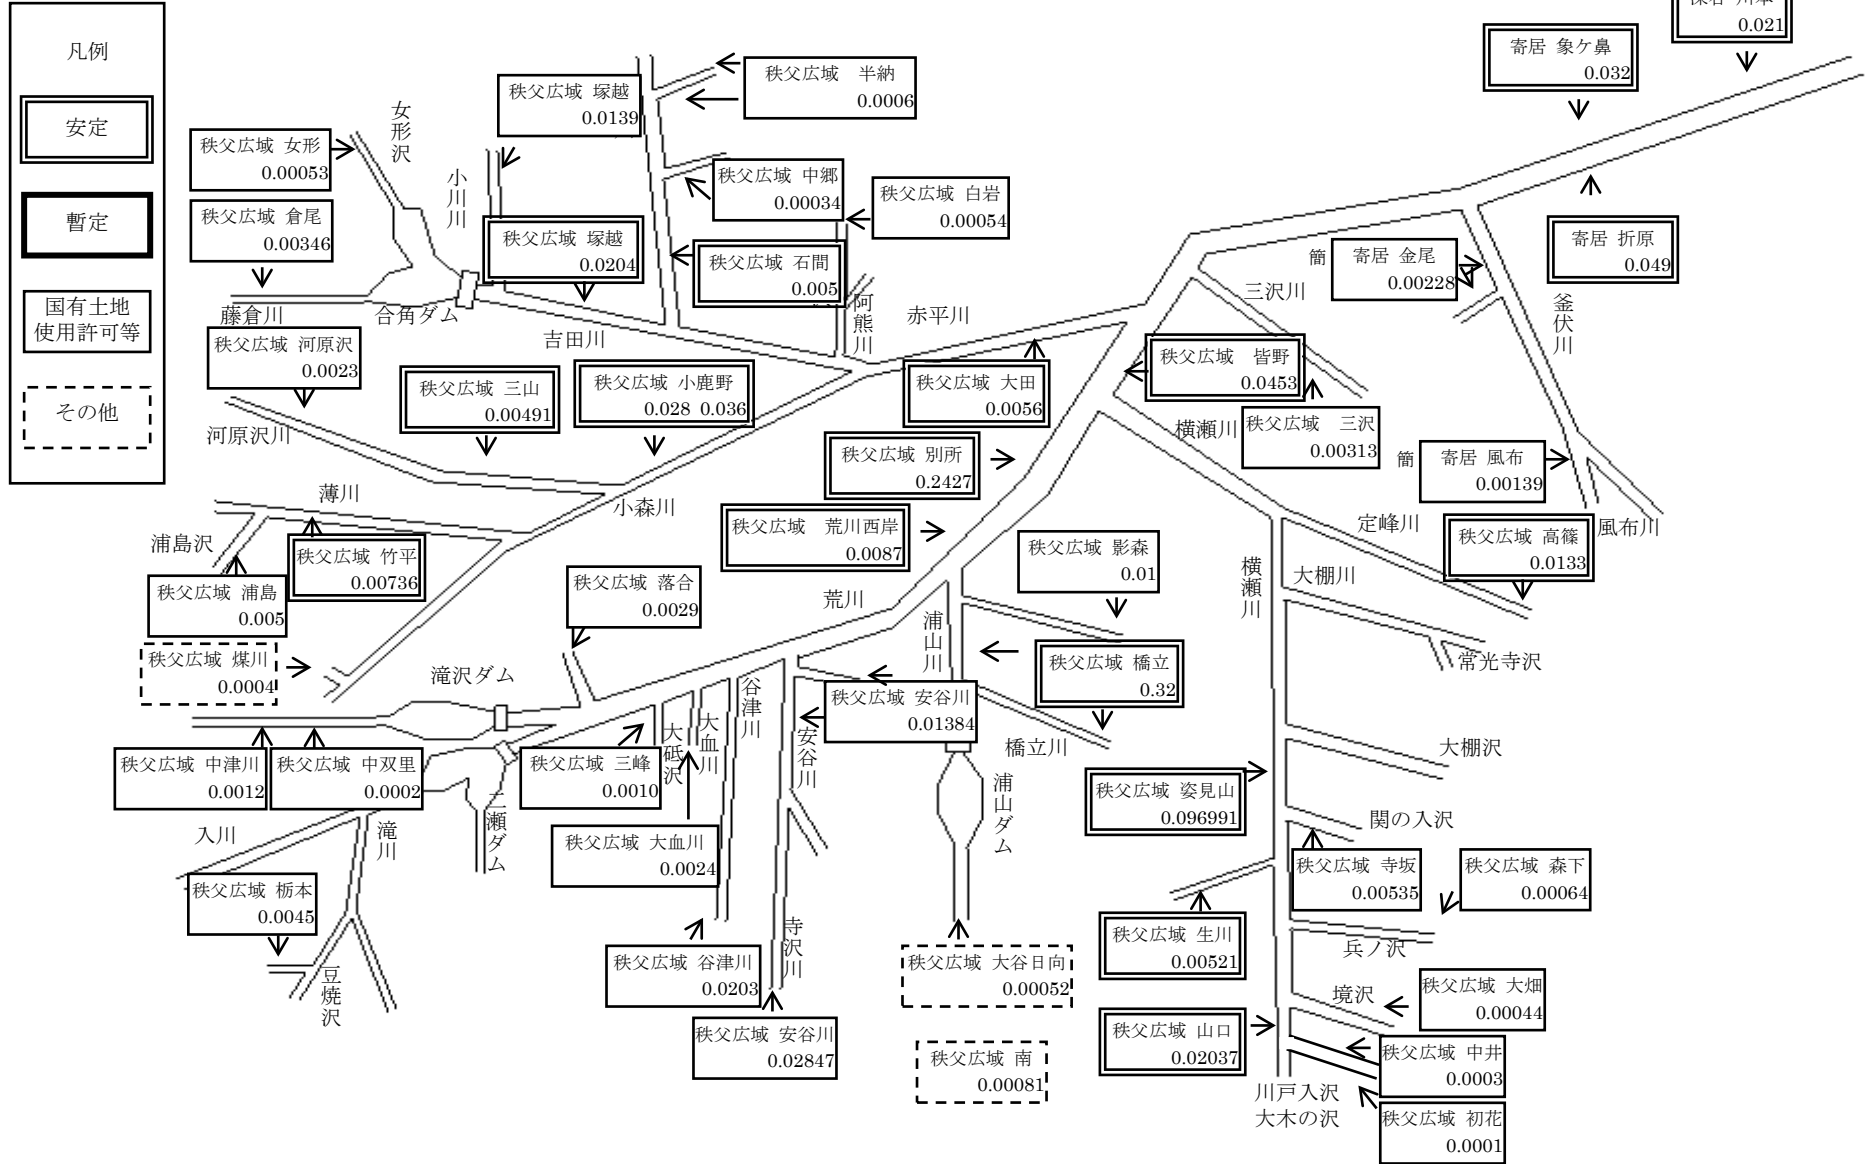 凡例
安定
暫定
国有土地
使用許可等
その他
0.021
寄居 象ケ鼻
0.032
秩父広域 半納
0.0006
秩父広域 塚越
0.0139
女形沢
秩父広域 女形
0.00053
小川川
秩父広域 中郷
0.00034
秩父広域 白岩
0.00054
秩父広域 倉尾
0.00346
秩父広域 塚越
0.0204
秩父広域 石間
0.005
寄居 折原
0.049
簡
寄居 金尾
0.00228
三沢川
釜伏川
藤倉川
合角ダム
吉田川
阿熊川
赤平川
秩父広域 河原沢
0.0023
秩父広域 三山
0.00491
秩父広域 小鹿野
0.028 0.036
秩父広域 大田
0.0056
秩父広域 皆野
0.0453
河原沢川
横瀬川
秩父広域 三沢
0.00313
秩父広域 別所
0.2427
簡
寄居 風布
0.00139
薄川
小森川
風布川
秩父広域 荒川西岸
0.0087
定峰川
秩父広域 高篠
0.0133
浦島沢
秩父広域 竹平
0.00736
秩父広域 影森
0.01
横瀬川
大棚川
秩父広域 浦島
0.005
秩父広域 落合
0.0029
荒川
浦山川
秩父広域 煤川
0.0004
滝沢ダム
秩父広域 橋立
0.32
常光寺沢
谷津川
大血川
大砥沢
安谷川
秩父広域 安谷川
0.01384
橋立川
大棚沢
秩父広域 中津川
0.0012
秩父広域 中双里
0.0002
秩父広域 三峰
0.0010
浦山ダム
秩父広域 姿見山
0.096991
入川
滝川
二瀬ダム
関の入沢
秩父広域 大血川
0.0024
秩父広域 寺坂
0.00535
秩父広域 森下
0.00064
秩父広域 栃本
0.0045
寺沢川
秩父広域 生川
0.00521
兵ノ沢
豆焼沢
秩父広域 谷津川
0.0203
秩父広域 大谷日向
0.00052
境沢
秩父広域 大畑
0.00044
秩父広域 安谷川
0.02847
秩父広域 南
0.00081
秩父広域 山口
0.02037
秩父広域 中井
0.0003
川戸入沢
大木の沢
秩父広域 初花
0.0001